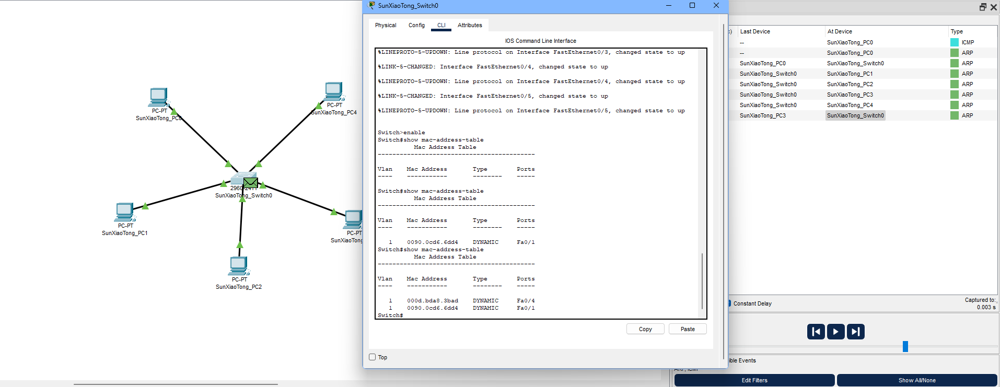 SunXiaoTong_Switch0
Physical Config CLI Attributes
IOS Command Line Interface
%LINEPROTO-5-UPDOWN: Line protocol on Interface FastEthernet0/3, changed state to up
%LINK-5-CHANGED: Interface FastEthernet0/4, changed state to up
%LINEPROTO-5-UPDOWN: Line protocol on Interface FastEthernet0/4, changed state to up
%LINK-5-CHANGED: Interface FastEthernet0/5, changed state to up
%LINEPROTO-5-UPDOWN: Line protocol on Interface FastEthernet0/5, changed state to up
Switch>enable
Switch#show mac-address-table
Mac Address Table
-------------------------------------------
Vlan Mac Address Type Ports
---- ----------- -------- -----
Switch#show mac-address-table
Mac Address Table
-------------------------------------------
Vlan Mac Address Type Ports
---- ----------- -------- -----
1 0090.0cd6.6dd4 DYNAMIC Fa0/1
Switch#show mac-address-table
Mac Address Table
-------------------------------------------
Vlan Mac Address Type Ports
---- ----------- -------- -----
1 000d.bda8.3bad DYNAMIC Fa0/4
1 0090.0cd6.6dd4 DYNAMIC Fa0/1
Switch#
Copy Paste
Top
PC-PT
SunXiaoTong_PC0
PC-PT
SunXiaoTong_PC4
2960-24TT
SunXiaoTong_Switch0
PC-PT
SunXiaoTong_PC1
PC-PT
SunXiaoTong
PC-PT
SunXiaoTong_PC2
Last Device At Device Type
-- SunXiaoTong_PC0 ICMP
-- SunXiaoTong_PC0 ARP
SunXiaoTong_PC0 SunXiaoTong_Switch0 ARP
SunXiaoTong_Switch0 SunXiaoTong_PC1 ARP
SunXiaoTong_Switch0 SunXiaoTong_PC2 ARP
SunXiaoTong_Switch0 SunXiaoTong_PC3 ARP
SunXiaoTong_Switch0 SunXiaoTong_PC4 ARP
SunXiaoTong_PC3 SunXiaoTong_Switch0 ARP
Constant Delay
Captured to:
0.003 s
ible Events
ARP, ICMP
Edit Filters Show All/None